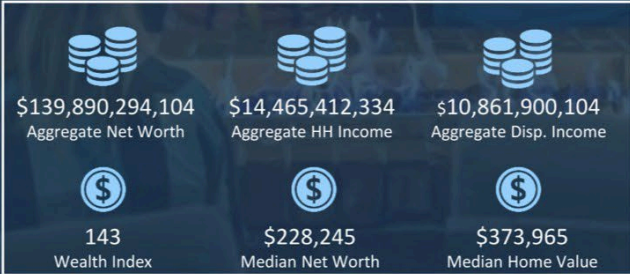 $139,890,294,104 $14,465,412,334 $10,861,900,104
Aggregate Net Worth Aggregate HH Income Aggregate Disp. Income
$ $ $
143 $228,245 $373,965
Wealth Index Median Net Worth Median Home Value